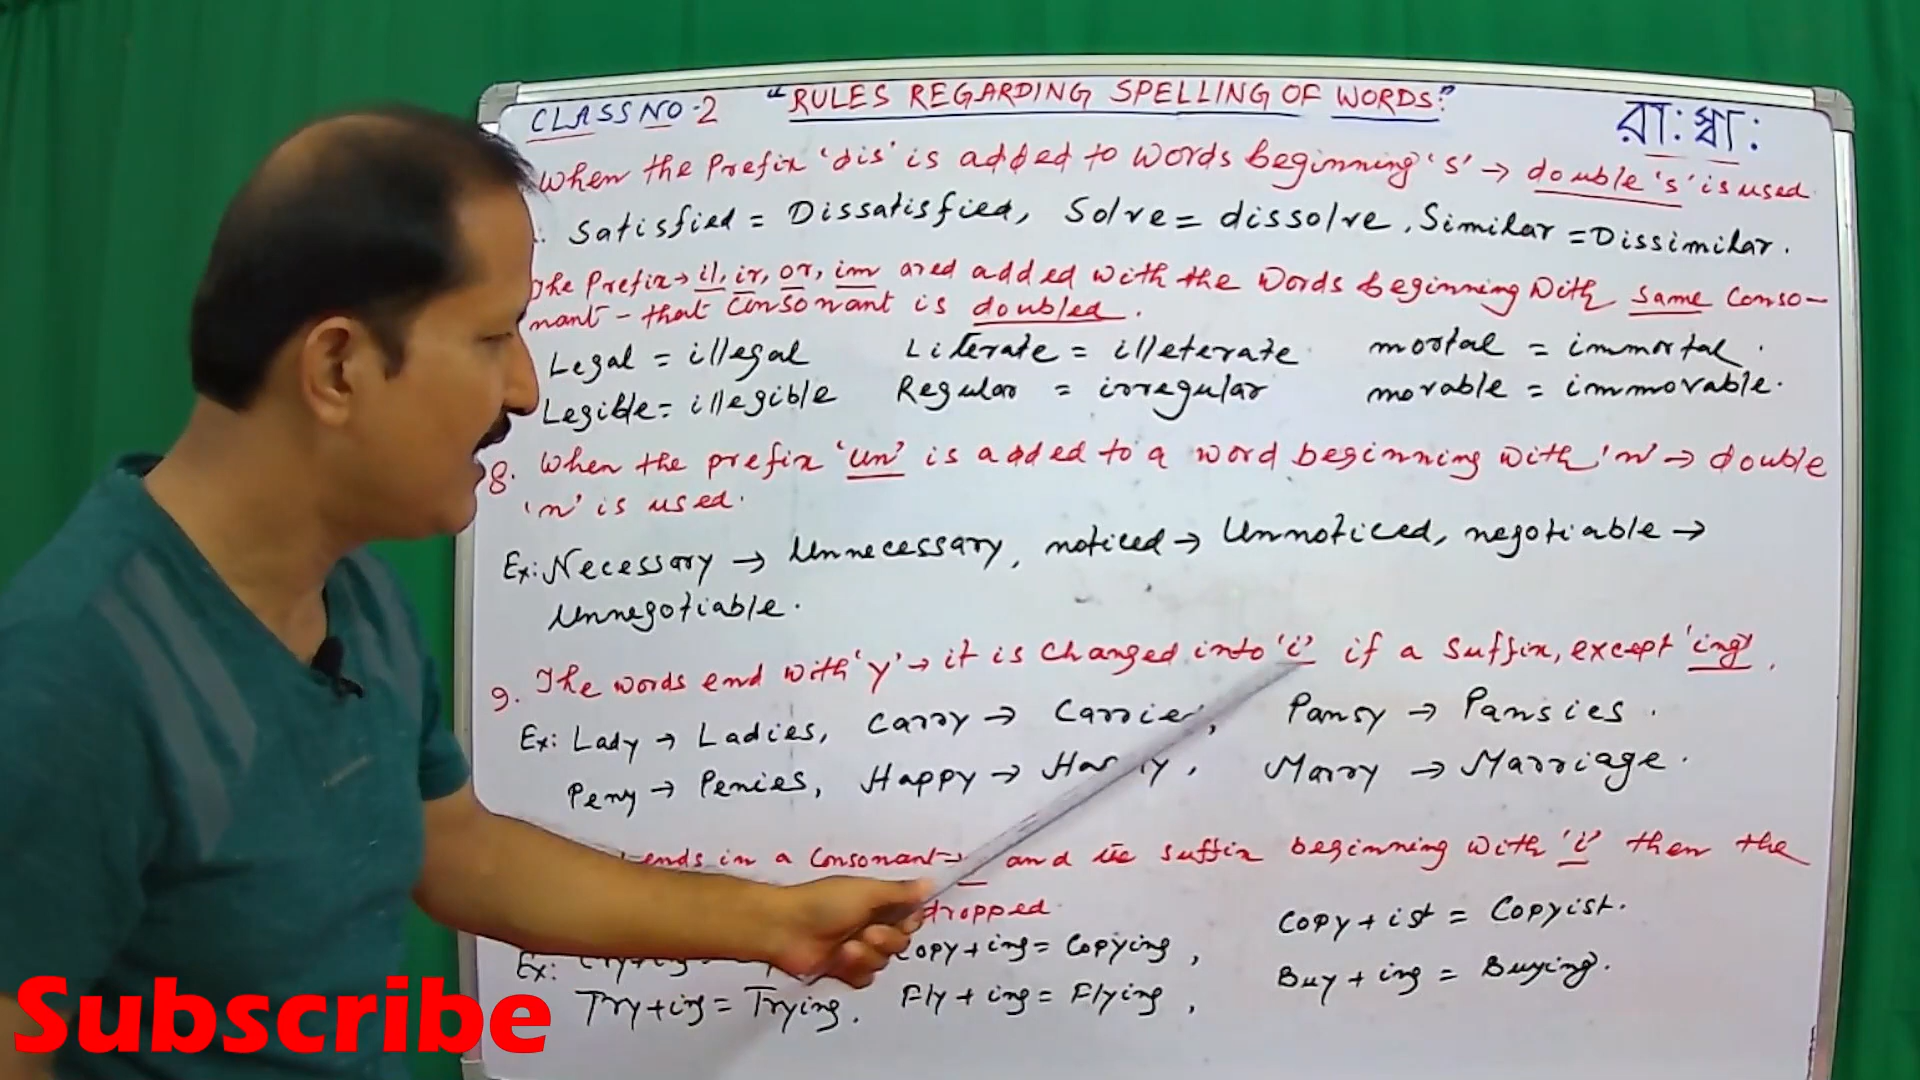 CLASS NO-2 "RULES REGARDING SPELLING OF WORDS:" রা: স্বা:
When the Prefix 'dis' is added to words beginning 's' → double 's' is used.
: Satisfied = Dissatisfied, Solve = dissolve, Similar = Dissimilar.
The Prefix → il, ir, or, im ared added with the words beginning with same conso-
nant - that consonant is doubled.
Legal = illegal Literate = illeterate mortal = immortal.
Legible = illegible Regular = irregular movable = immovable.
8. When the prefix 'un' is added to a word beginning with 'n' → double
'n' is used.
Ex: Necessary → Unnecessary, noticed → Unnoticed, negotiable →
Unnegotiable.
9. The words end with 'y' → it is changed into 'i' if a suffix, except 'ing'.
Ex: Lady → Ladies, Carry → Carrie, Pansy → Pansies.
Peny → Penies, Happy → Ha y, Marry → Marriage.
ends in a consonant → and the suffix beginning with 'i' then the
dropped.
Ex: opy + ing = Copying, Copy + ist = Copyist.
Try + ing = Trying. Fly + ing = Flying, Buy + ing = Buying.
Subscribe